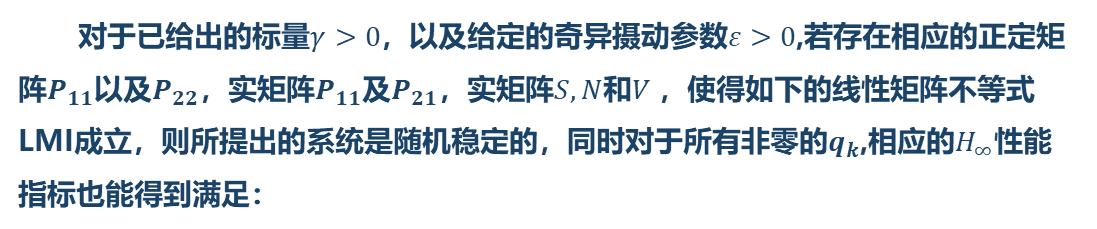 对于已给出的标量γ > 0，以及给定的奇异摄动参数ε > 0,若存在相应的正定矩
阵P₁₁以及P₂₂，实矩阵P₁₁及P₂₁，实矩阵S, N和V ，使得如下的线性矩阵不等式
LMI成立，则所提出的系统是随机稳定的，同时对于所有非零的qₖ,相应的H∞性能
指标也能得到满足：